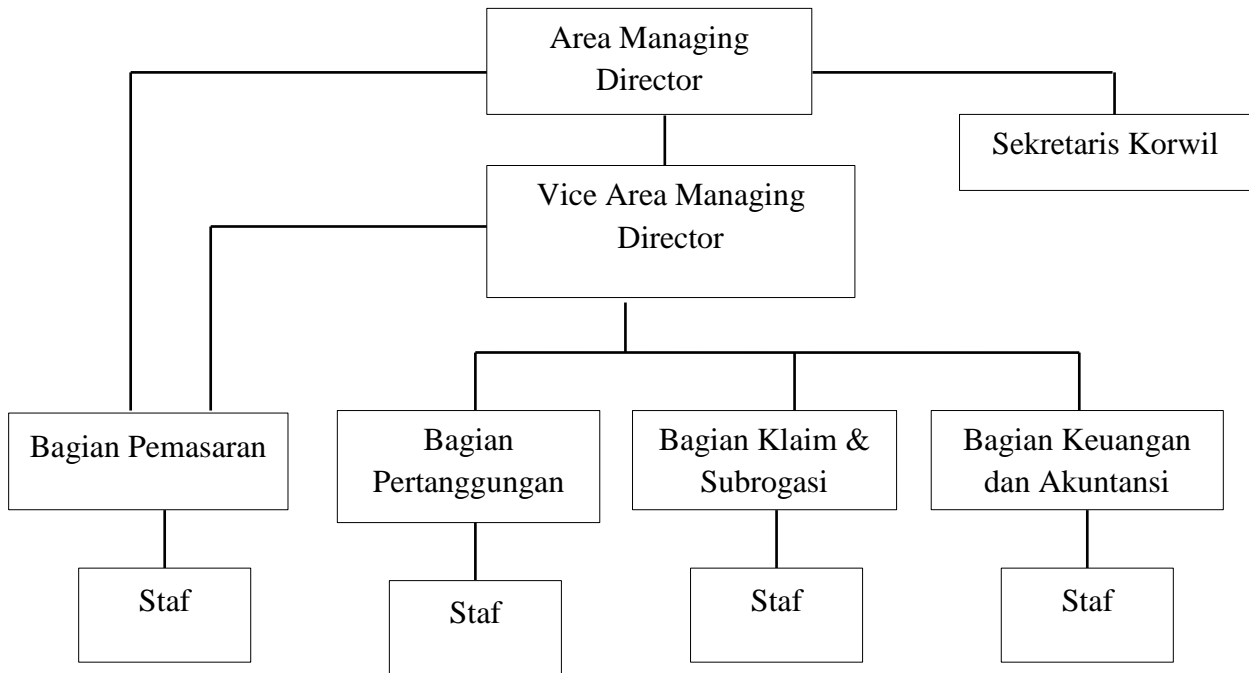 Area Managing
Director
Sekretaris Korwil
Vice Area Managing
Director
Bagian Pemasaran
Bagian
Pertanggungan
Bagian Klaim &
Subrogasi
Bagian Keuangan
dan Akuntansi
Staf
Staf
Staf
Staf